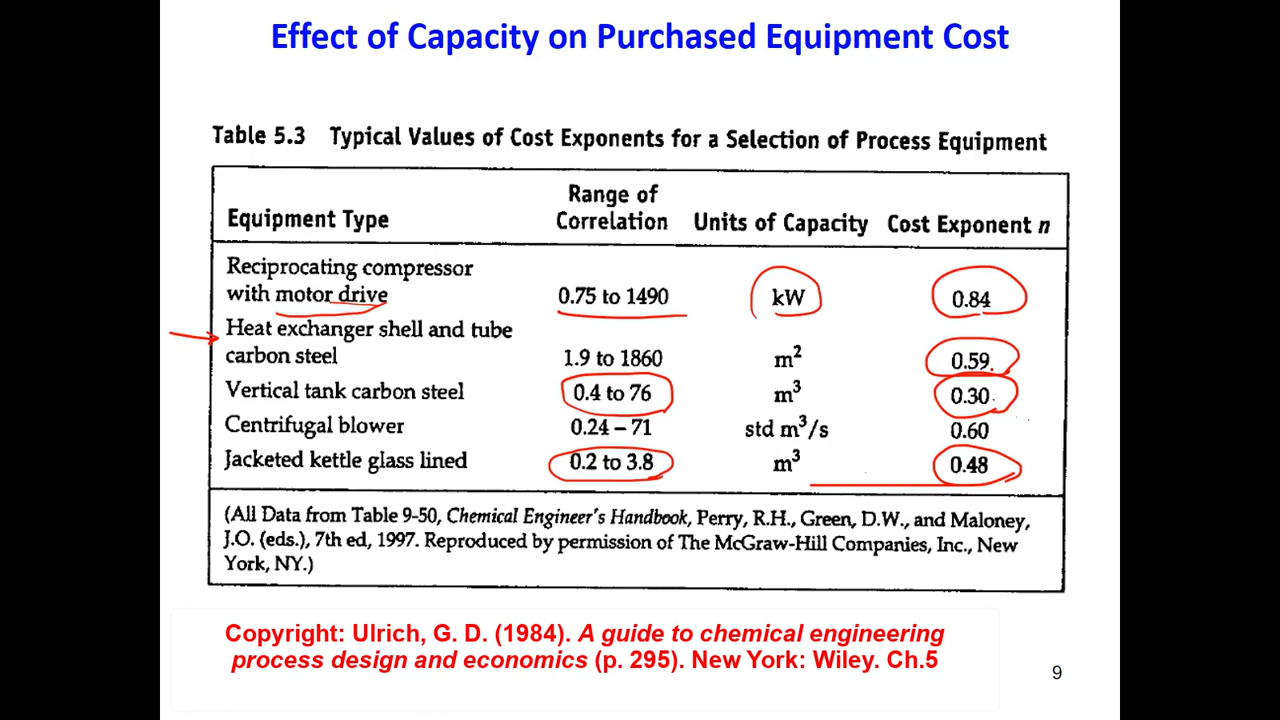 Effect of Capacity on Purchased Equipment Cost
Table 5.3 Typical Values of Cost Exponents for a Selection of Process Equipment
Equipment Type Range of Correlation Units of Capacity Cost Exponent n
Reciprocating compressor
with motor drive 0.75 to 1490 kW 0.84
Heat exchanger shell and tube
carbon steel 1.9 to 1860 m² 0.59
Vertical tank carbon steel 0.4 to 76 m³ 0.30
Centrifugal blower 0.24 – 71 std m³/s 0.60
Jacketed kettle glass lined 0.2 to 3.8 m³ 0.48
(All Data from Table 9-50, Chemical Engineer's Handbook, Perry, R.H., Green, D.W., and Maloney,
J.O. (eds.), 7th ed, 1997. Reproduced by permission of The McGraw-Hill Companies, Inc., New
York, NY.)
Copyright: Ulrich, G. D. (1984). A guide to chemical engineering
process design and economics (p. 295). New York: Wiley. Ch.5
9